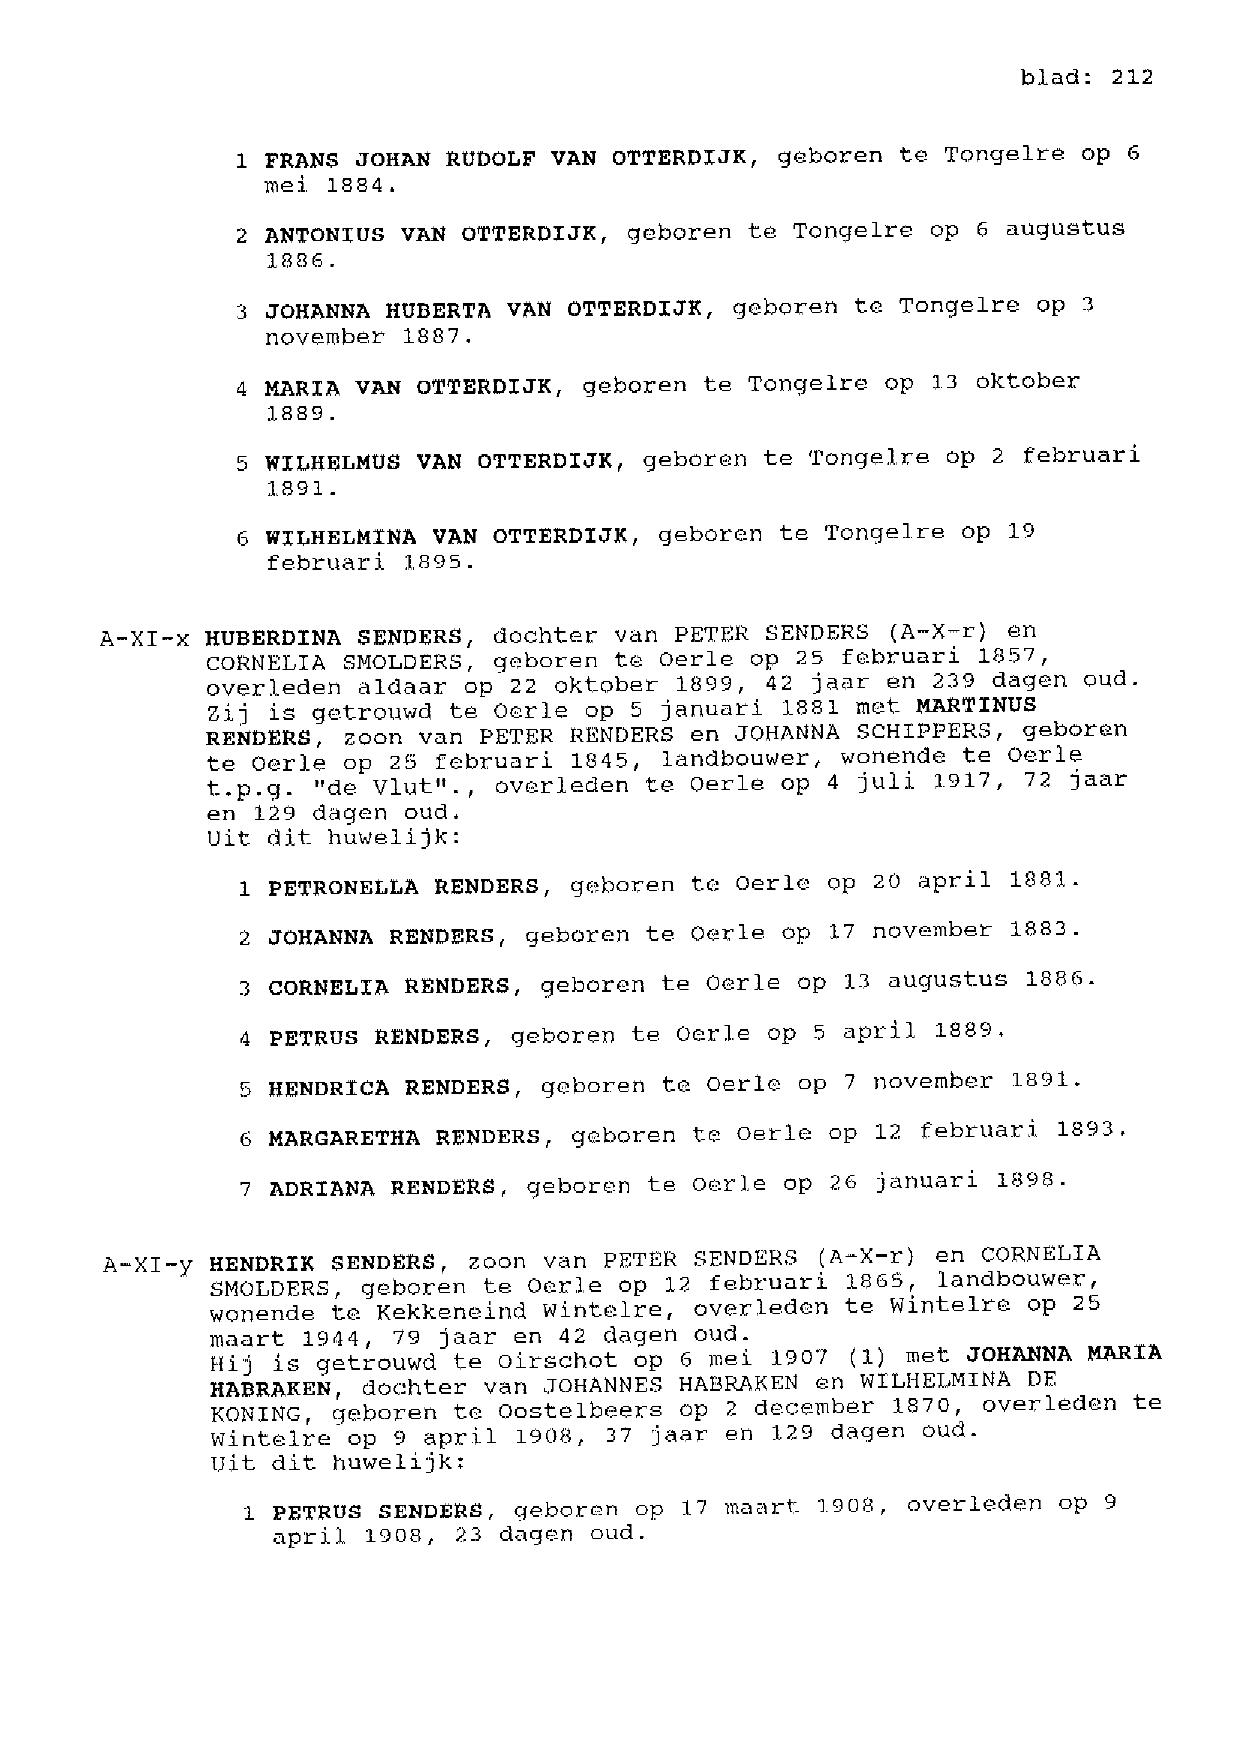 blad: 212
1 FRANS JOHAN RUDOLF VAN OTTERDIJK, geboren te Tongelre op 6
mei 1884.
2 ANTONIUS VAN OTTERDIJK, geboren te Tongelre op 6 augustus
1886.
3 JOHANNA HUBERTA VAN OTTERDIJK, geboren te Tongelre op 3
november 1887.
4 MARIA VAN OTTERDIJK, geboren te Tongelre op 13 oktober
1889.
5 WILHELMUS VAN OTTERDIJK, geboren te Tongelre op 2 februari
1891.
6 WILHELMINA VAN OTTERDIJK, geboren te Tongelre op 19
februari 1895.
A-XI-x HUBERDINA SENDERS, dochter van PETER SENDERS (A-X-r) en
CORNELIA SMOLDERS, geboren te Oerle op 25 februari 1857,
overleden aldaar op 22 oktober 1899, 42 jaar en 239 dagen oud.
Zij is getrouwd te Oerle op 5 januari 1881 met MARTINUS
RENDERS, zoon van PETER RENDERS en JOHANNA SCHIPPERS, geboren
te Oerle op 25 februari 1845, landbouwer, wonende te Oerle
t.p.g. "de Vlut"., overleden te Oerle op 4 juli 1917, 72 jaar
en 129 dagen oud.
Uit dit huwelijk:
1 PETRONELLA RENDERS, geboren te Oerle op 20 april 1881.
2 JOHANNA RENDERS, geboren te Oerle op 17 november 1883.
3 CORNELIA RENDERS, geboren te Oerle op 13 augustus 1886.
4 PETRUS RENDERS, geboren te Oerle op 5 april 1889.
5 HENDRICA RENDERS, geboren te Oerle op 7 november 1891.
6 MARGARETHA RENDERS, geboren te Oerle op 12 februari 1893.
7 ADRIANA RENDERS, geboren te Oerle op 26 januari 1898.
A-XI-y HENDRIK SENDERS, zoon van PETER SENDERS (A-X-r) en CORNELIA
SMOLDERS, geboren te Oerle op 12 februari 1865, landbouwer,
wonende te Kekkeneind Wintelre, overleden te Wintelre op 25
maart 1944, 79 jaar en 42 dagen oud.
Hij is getrouwd te Oirschot op 6 mei 1907 (1) met JOHANNA MARIA
HABRAKEN, dochter van JOHANNES HABRAKEN en WILHELMINA DE
KONING, geboren te Oostelbeers op 2 december 1870, overleden te
Wintelre op 9 april 1908, 37 jaar en 129 dagen oud.
Uit dit huwelijk:
1 PETRUS SENDERS, geboren op 17 maart 1908, overleden op 9
april 1908, 23 dagen oud.